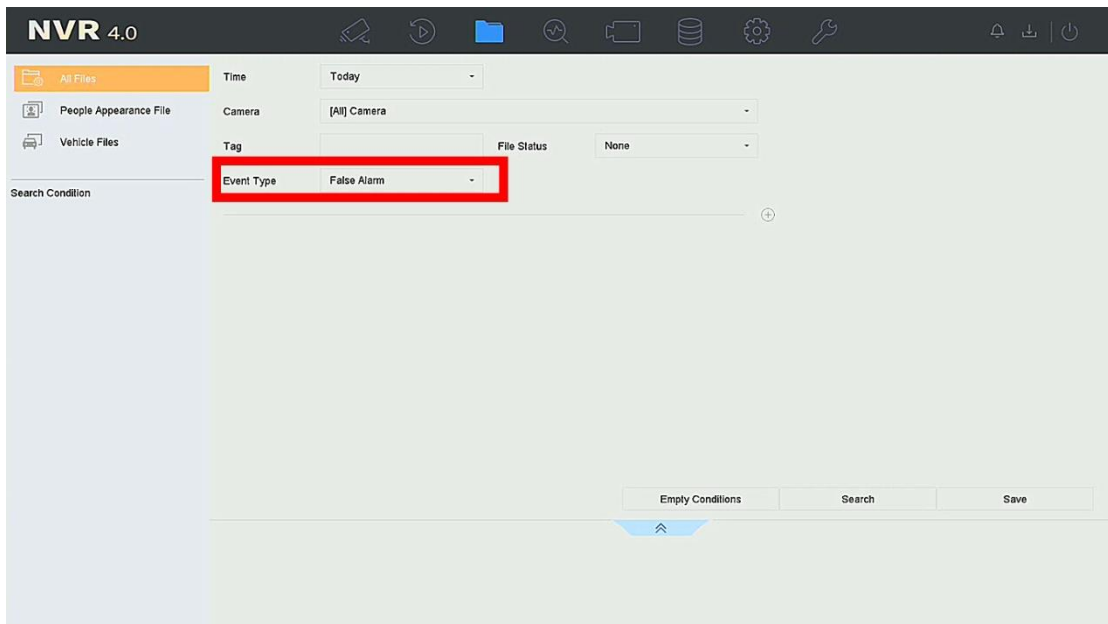 NVR 4.0
All Files
People Appearance File
Vehicle Files
Search Condition
Time Today
Camera [All] Camera
Tag File Status None
Event Type False Alarm
Empty Conditions Search Save